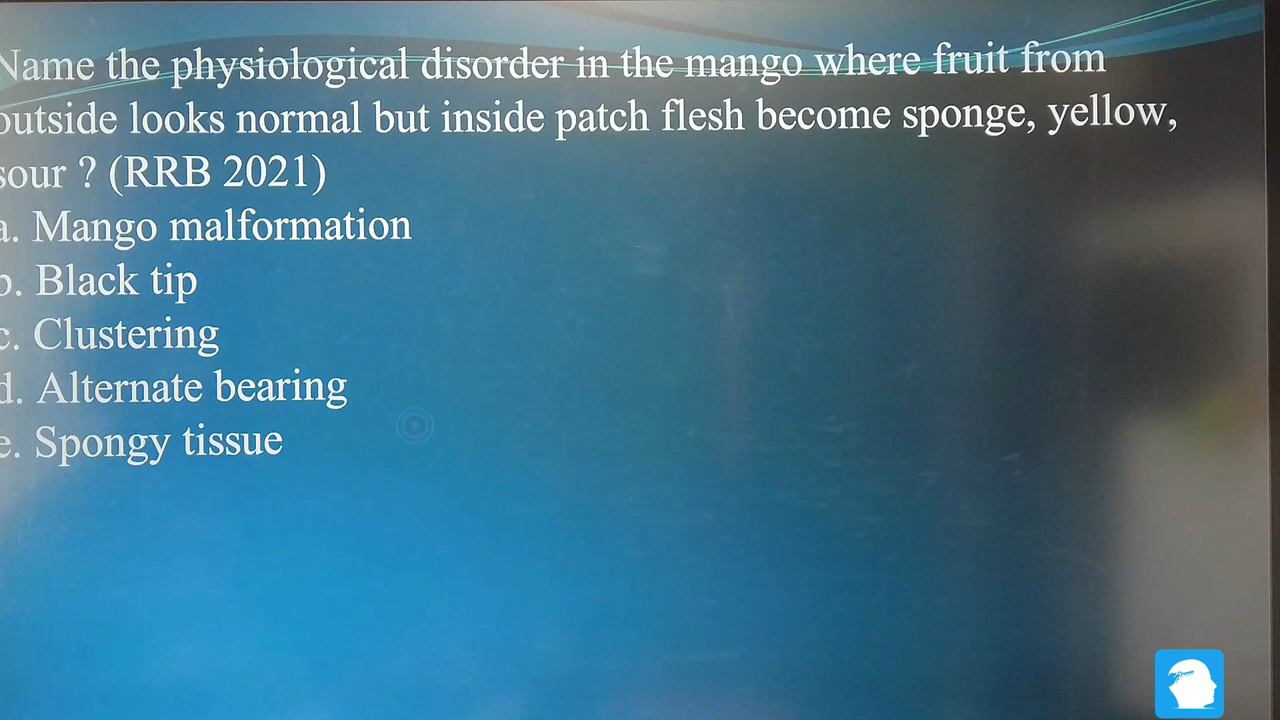 Name the physiological disorder in the mango where fruit from
outside looks normal but inside patch flesh become sponge, yellow,
sour ? (RRB 2021)
a. Mango malformation
b. Black tip
c. Clustering
d. Alternate bearing
e. Spongy tissue